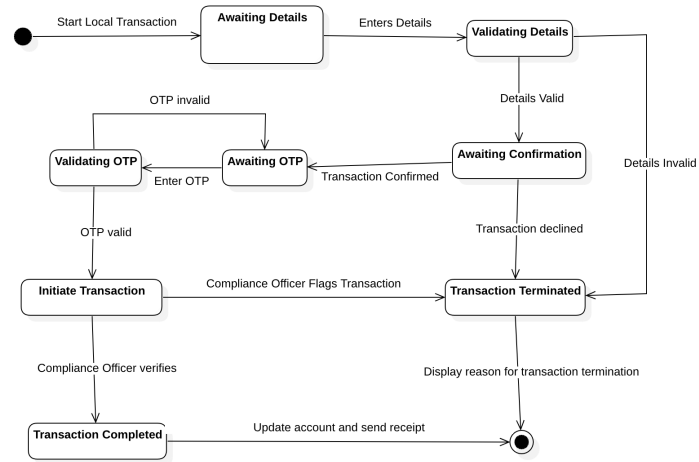 Start Local Transaction
Awaiting Details
Enters Details
Validating Details
Details Valid
OTP invalid
Validating OTP
Awaiting OTP
Awaiting Confirmation
Details Invalid
Enter OTP
Transaction Confirmed
OTP valid
Transaction declined
Initiate Transaction
Compliance Officer Flags Transaction
Transaction Terminated
Compliance Officer verifies
Display reason for transaction termination
Transaction Completed
Update account and send receipt